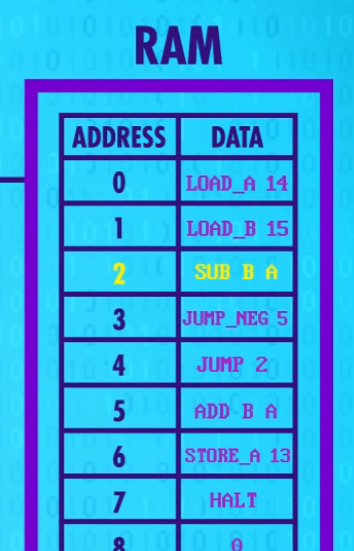 RAM
ADDRESS DATA
0 LOAD_A 14
1 LOAD_B 15
2 SUB B A
3 JUMP_NEG 5
4 JUMP 2
5 ADD B A
6 STORE_A 13
7 HALT
8 0